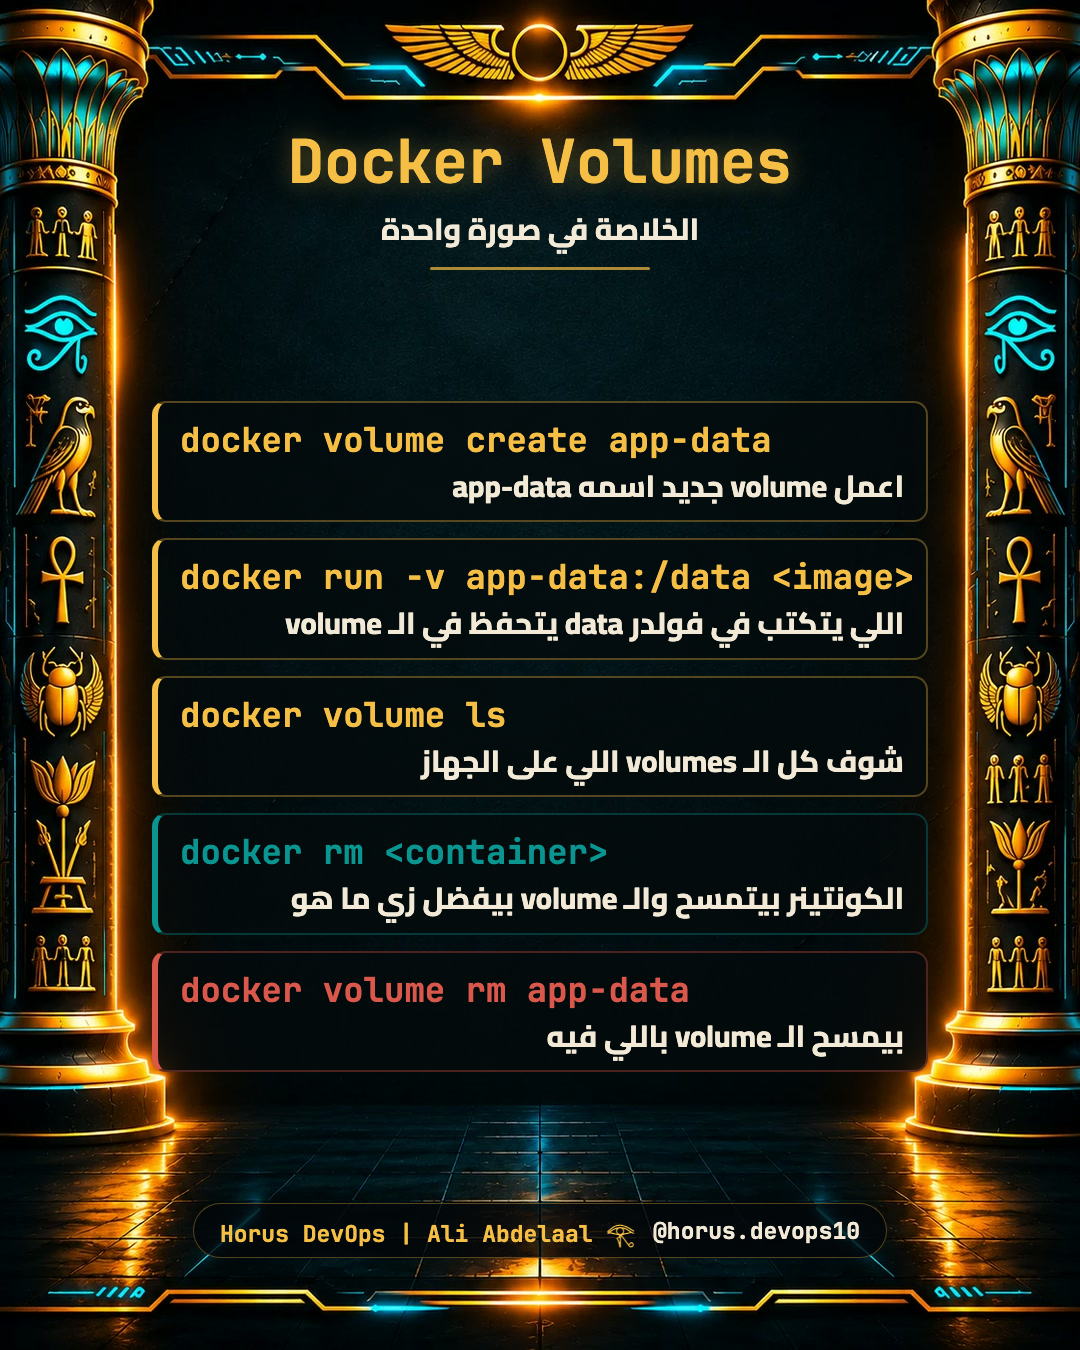 Docker Volumes
الخلاصة في صورة واحدة
docker volume create app-data
اعمل volume جديد اسمه app-data
docker run -v app-data:/data <image>
اللي يتكتب في فولدر data يتحفظ في الـ volume
docker volume ls
شوف كل الـ volumes اللي على الجهاز
docker rm <container>
الكونتينر بيتمسح والـ volume بيفضل زي ما هو
docker volume rm app-data
بيمسح الـ volume باللي فيه
Horus DevOps | Ali Abdelaal @horus.devops10